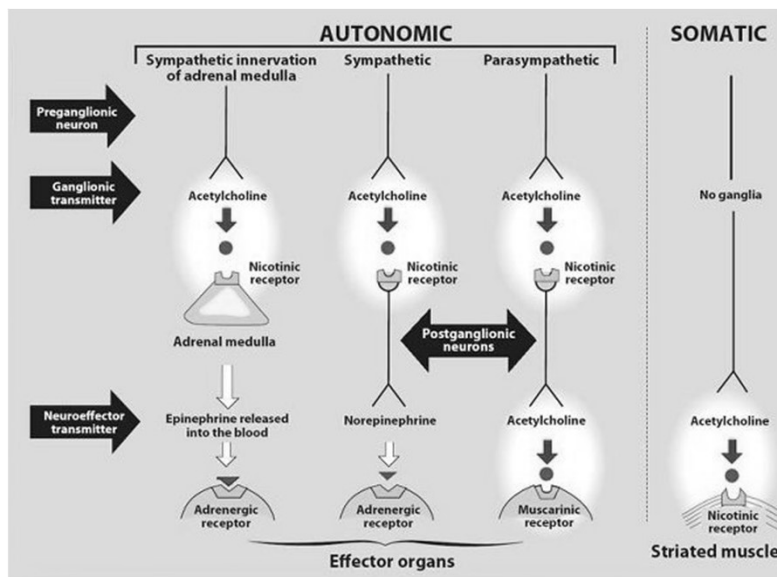 AUTONOMIC
SOMATIC
Sympathetic innervation
of adrenal medulla
Sympathetic
Parasympathetic
Preganglionic
neuron
Ganglionic
transmitter
Acetylcholine
Acetylcholine
Acetylcholine
No ganglia
Nicotinic
receptor
Nicotinic
receptor
Nicotinic
receptor
Adrenal medulla
Postganglionic
neurons
Neuroeffector
transmitter
Epinephrine released
into the blood
Norepinephrine
Acetylcholine
Acetylcholine
Adrenergic
receptor
Adrenergic
receptor
Muscarinic
receptor
Nicotinic
receptor
Effector organs
Striated muscle